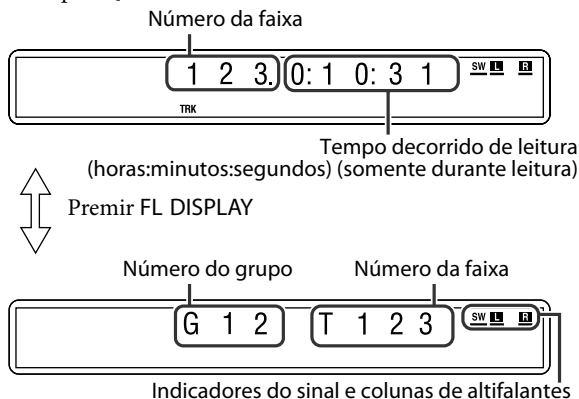 Número da faixa
1 2 3. 0: 1 0: 3 1 SW L R
TRK
Tempo decorrido de leitura
(horas:minutos:segundos) (somente durante leitura)
Premir FL DISPLAY
Número do grupo Número da faixa
G 1 2 T 1 2 3 SW L R
Indicadores do sinal e colunas de altifalantes